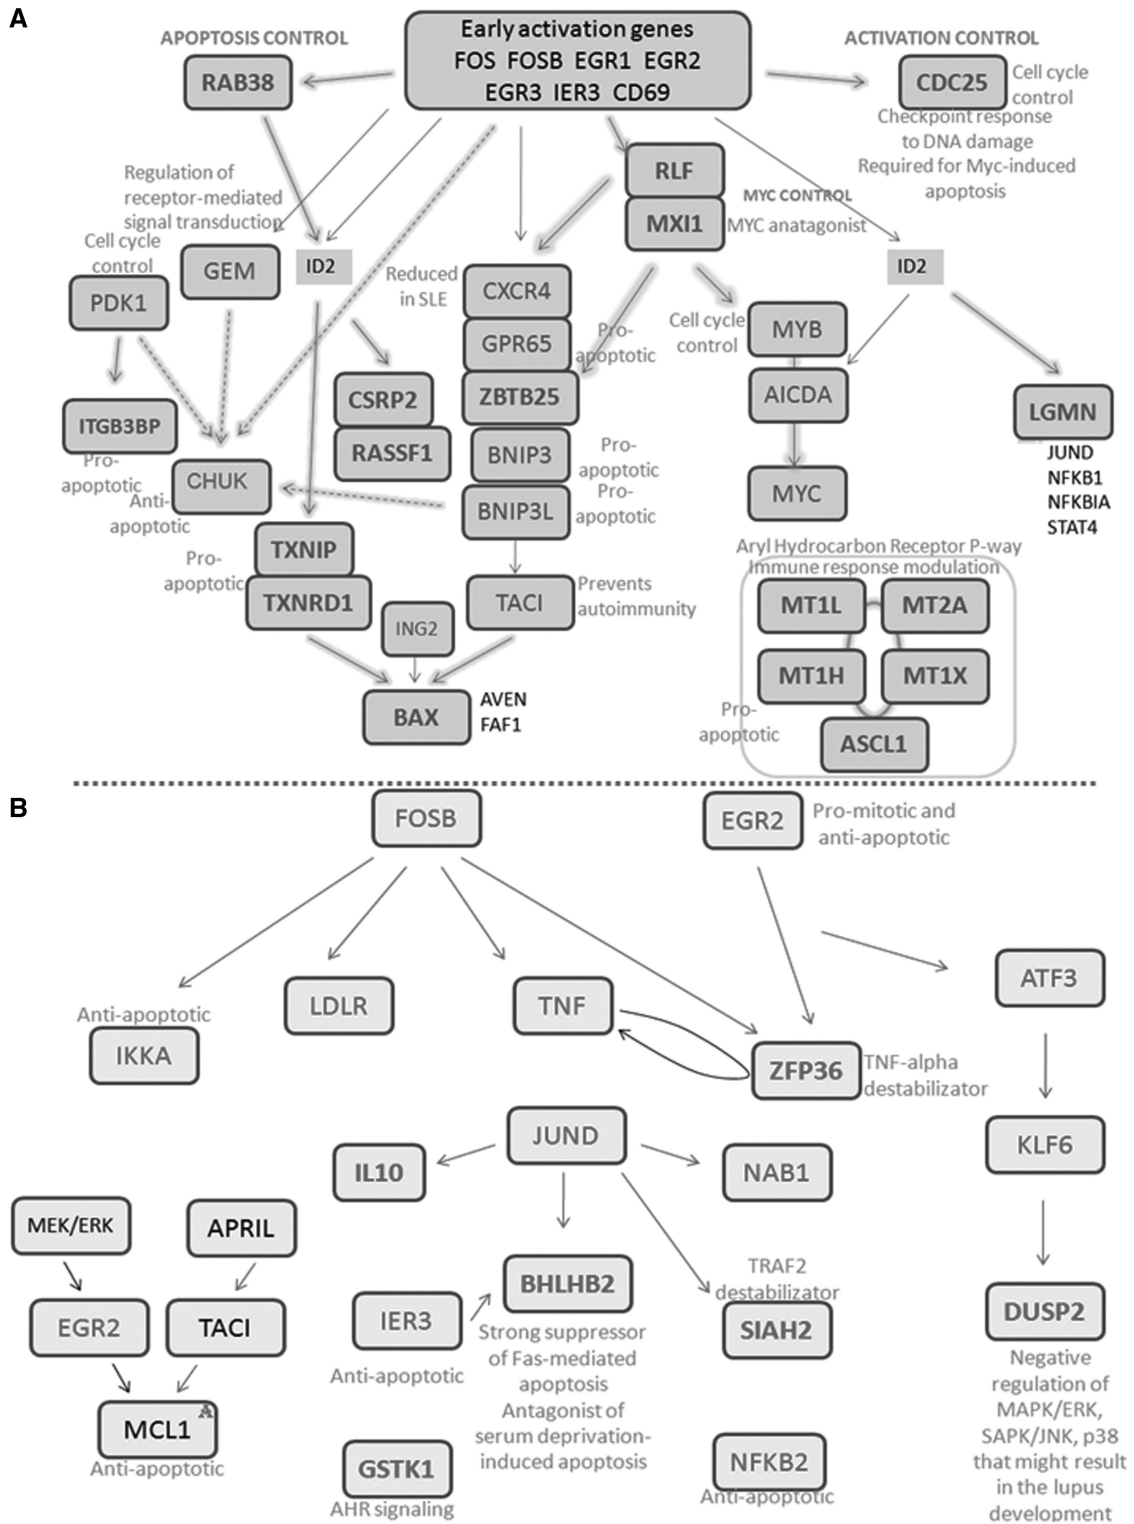 A
APOPTOSIS CONTROL
Early activation genes
FOS FOSB EGR1 EGR2
EGR3 IER3 CD69
ACTIVATION CONTROL
RAB38
CDC25
Cell cycle
control
Checkpoint response
to DNA damage
Required for Myc-induced
apoptosis
Regulation of
receptor-mediated
signal transduction
RLF
MXI1
MYC CONTROL
MYC anatagonist
Cell cycle
control
PDK1
GEM
ID2
Reduced
in SLE
CXCR4
GPR65
Pro-
apoptotic
ZBTB25
BNIP3
Pro-
apoptotic
BNIP3L
Pro-
apoptotic
Cell cycle
control
MYB
AICDA
MYC
ID2
LGMN
JUND
NFKB1
NFKBIA
STAT4
ITGB3BP
Pro-
apoptotic
CHUK
Anti-
apoptotic
CSRP2
RASSF1
TXNIP
Pro-
apoptotic
TXNRD1
ING2
TACI
Prevents
autoimmunity
BAX
AVEN
FAF1
Aryl Hydrocarbon Receptor P-way
Immune response modulation
MT1L
MT2A
MT1H
MT1X
Pro-
apoptotic
ASCL1
B
FOSB
EGR2
Pro-mitotic and
anti-apoptotic
Anti-apoptotic
IKKA
LDLR
TNF
ZFP36
TNF-alpha
destabilizator
ATF3
KLF6
DUSP2
Negative
regulation of
MAPK/ERK,
SAPK/JNK, p38
that might result
in the lupus
development
JUND
IL10
NAB1
BHLHB2
Strong suppressor
of Fas-mediated
apoptosis
Antagonist of
serum deprivation-
induced apoptosis
IER3
Anti-apoptotic
TRAF2
destabilizator
SIAH2
MEK/ERK
APRIL
EGR2
TACI
MCL1
A
Anti-apoptotic
GSTK1
AHR signaling
NFKB2
Anti-apoptotic